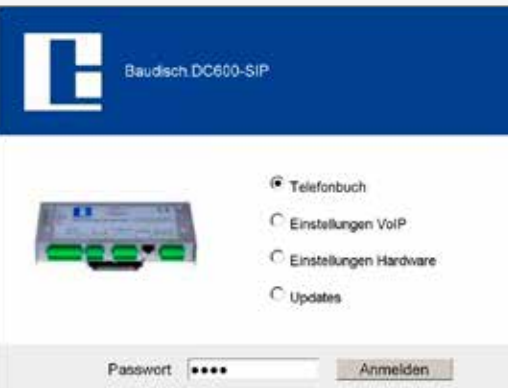 Baudisch.DC600-SIP
Telefonbuch
Einstellungen VoIP
Einstellungen Hardware
Updates
Passwort ●●●● Anmelden